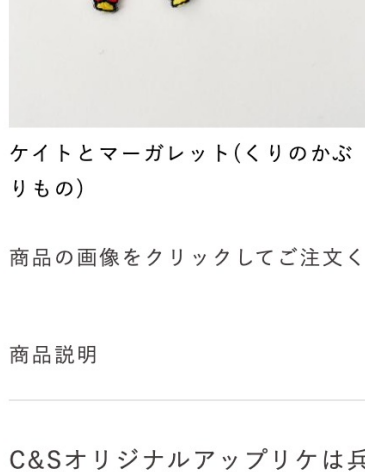 ケイトとマーガレット(くりのかぶ
りもの)
商品の画像をクリックしてご注文く
商品説明
C&Sオリジナルアップリケは兵